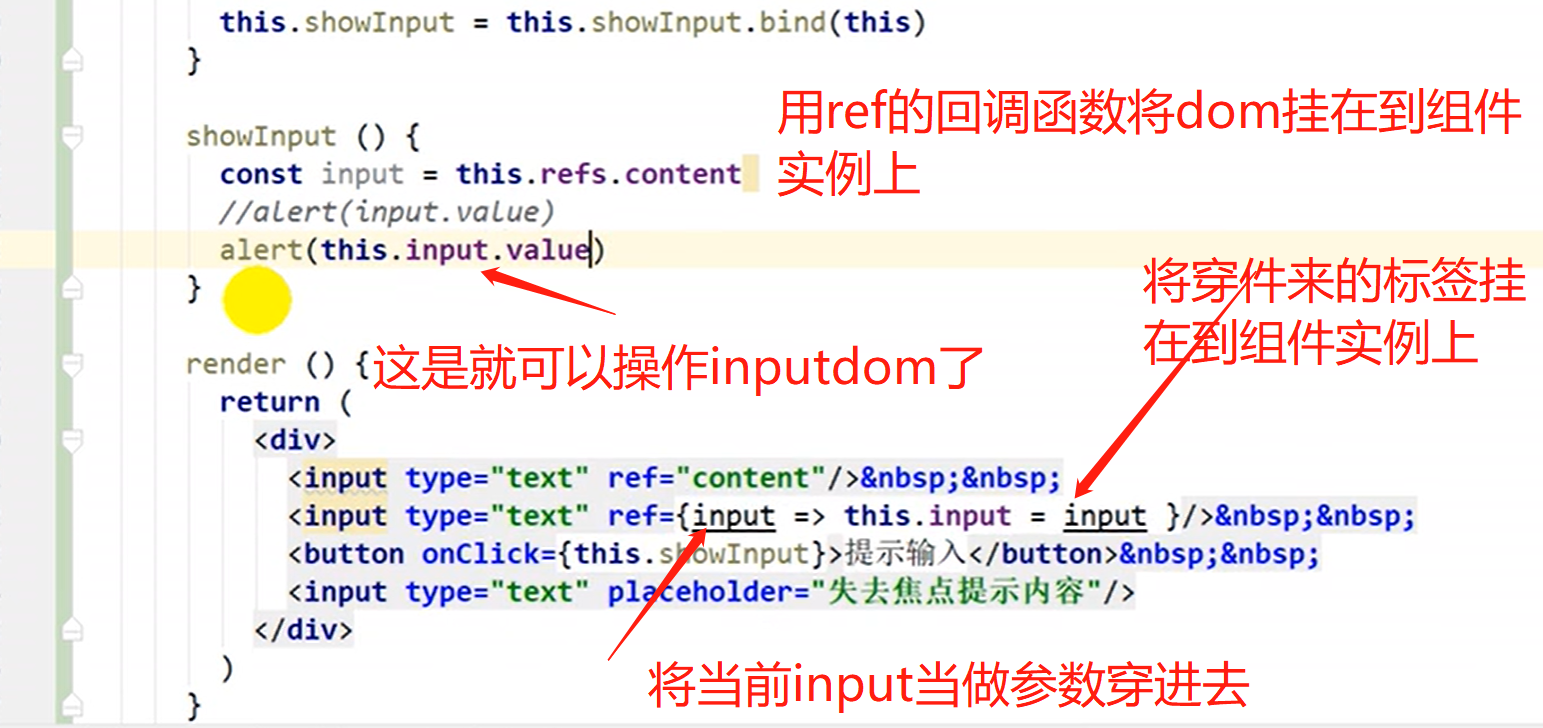 this.showInput = this.showInput.bind(this)
}
用ref的回调函数将dom挂在到组件
实例上
showInput () {
const input = this.refs.content
//alert(input.value)
alert(this.input.value)
}
将穿件来的标签挂
在到组件实例上
render () {
这是就可以操作inputdom了
return (
<div>
<input type="text" ref="content"/>&nbsp;&nbsp;
<input type="text" ref={input => this.input = input }/>&nbsp;&nbsp;
<button onClick={this.showInput}>提示输入</button>&nbsp;&nbsp;
<input type="text" placeholder="失去焦点提示内容"/>
</div>
)
将当前input当做参数穿进去
}